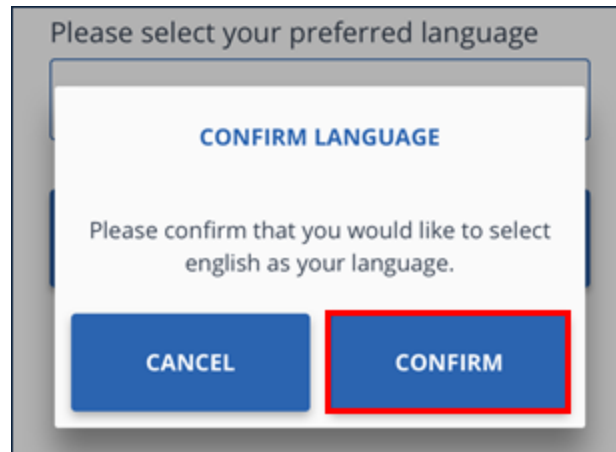 Please select your preferred language
CONFIRM LANGUAGE
Please confirm that you would like to select
english as your language.
CANCEL
CONFIRM